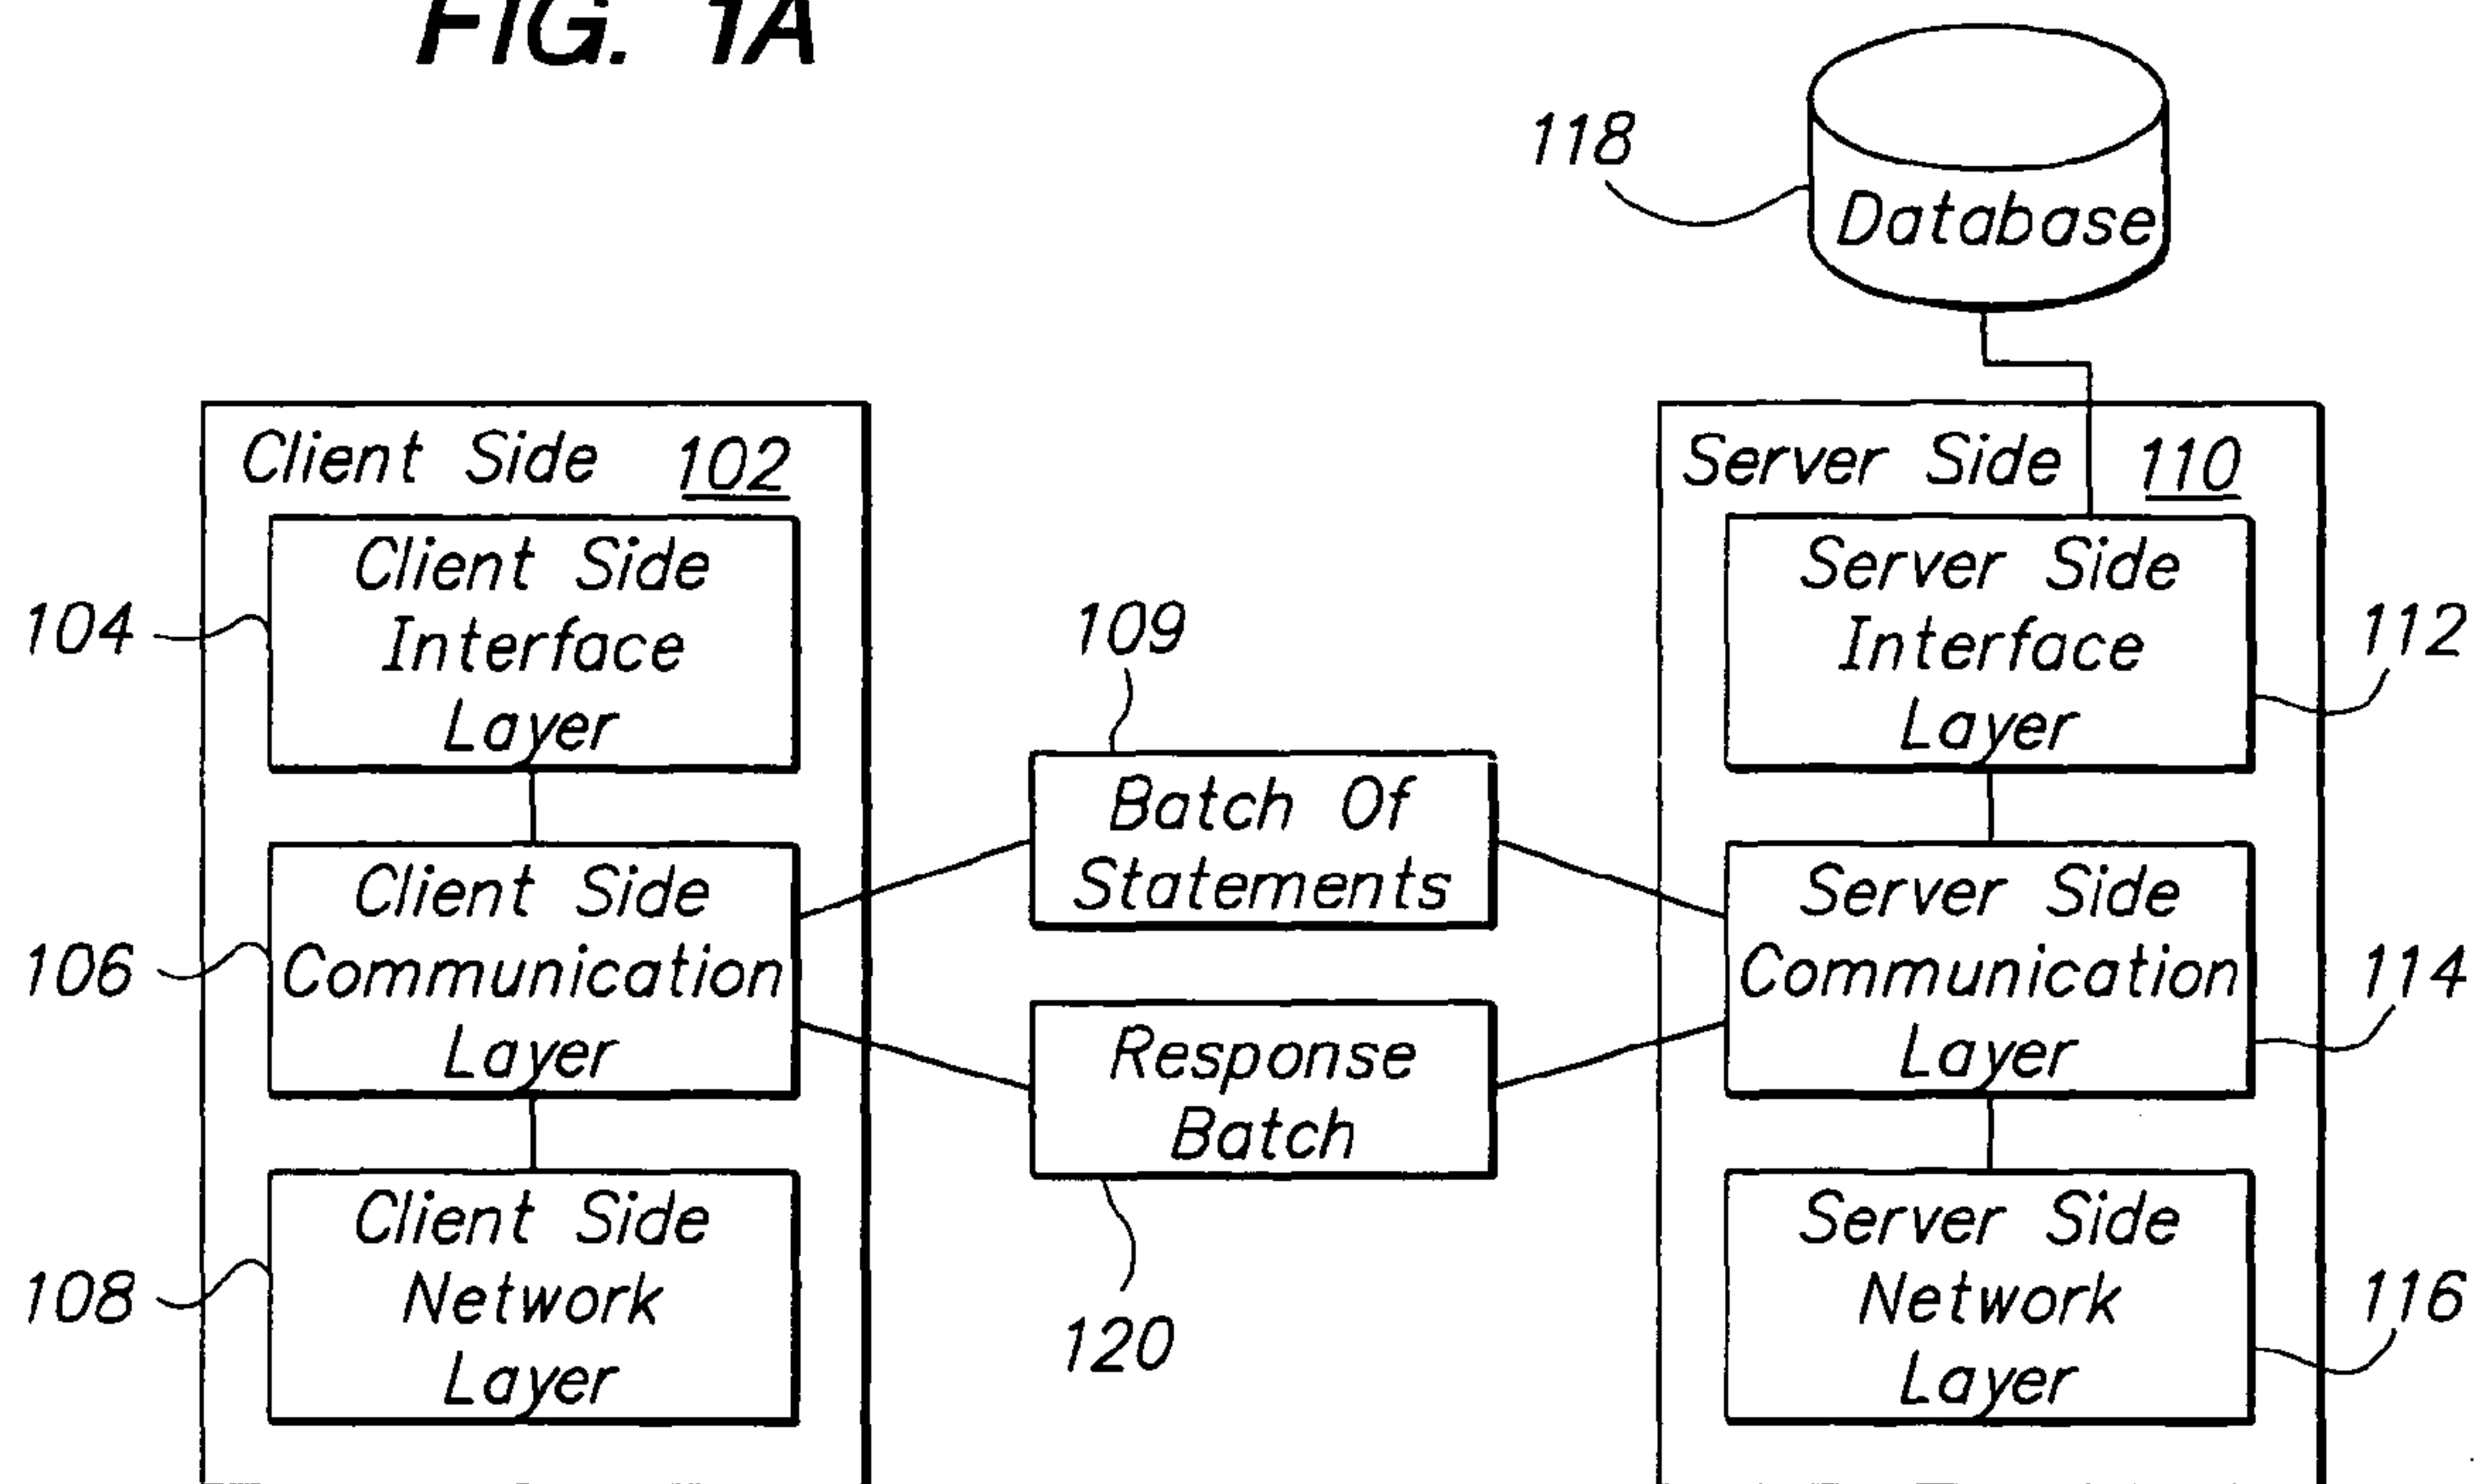 FIG. 1A
118
Database
Client Side 102
Client Side
Interface
Layer
104
Client Side
Communication
Layer
106
Client Side
Network
Layer
108
109
Batch Of
Statements
Response
Batch
120
Server Side 110
Server Side
Interface
Layer
112
Server Side
Communication
Layer
114
Server Side
Network
Layer
116